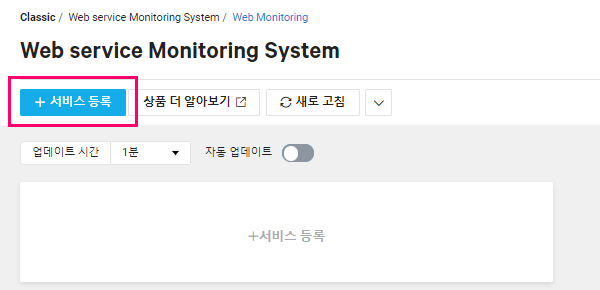 Classic / Web service Monitoring System / Web Monitoring
Web service Monitoring System
+ 서비스 등록 상품 더 알아보기 새로 고침
업데이트 시간 1분 자동 업데이트
+서비스 등록